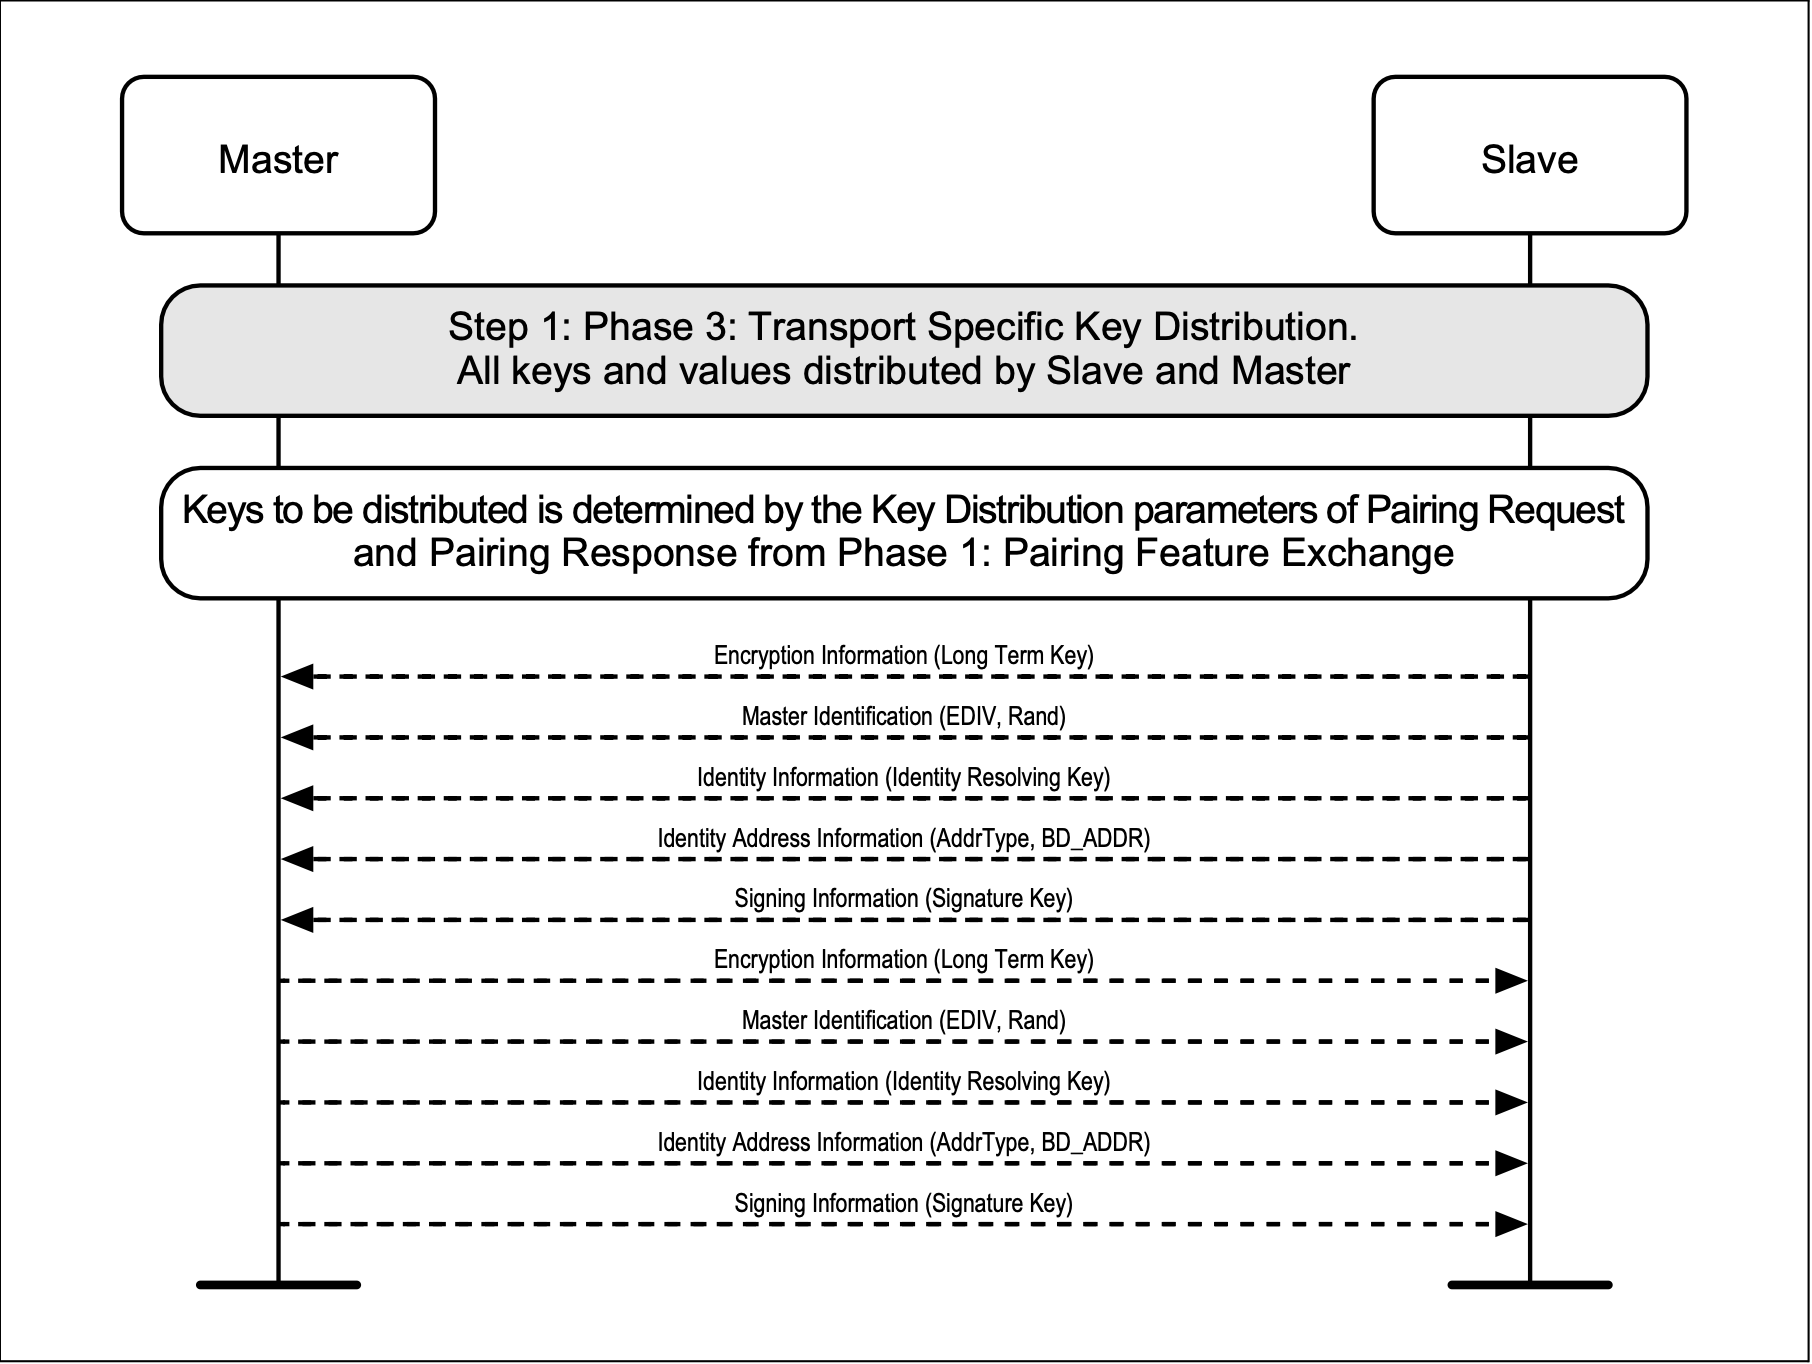 Master
Slave
Step 1: Phase 3: Transport Specific Key Distribution.
All keys and values distributed by Slave and Master
Keys to be distributed is determined by the Key Distribution parameters of Pairing Request
and Pairing Response from Phase 1: Pairing Feature Exchange
Encryption Information (Long Term Key)
Master Identification (EDIV, Rand)
Identity Information (Identity Resolving Key)
Identity Address Information (AddrType, BD_ADDR)
Signing Information (Signature Key)
Encryption Information (Long Term Key)
Master Identification (EDIV, Rand)
Identity Information (Identity Resolving Key)
Identity Address Information (AddrType, BD_ADDR)
Signing Information (Signature Key)